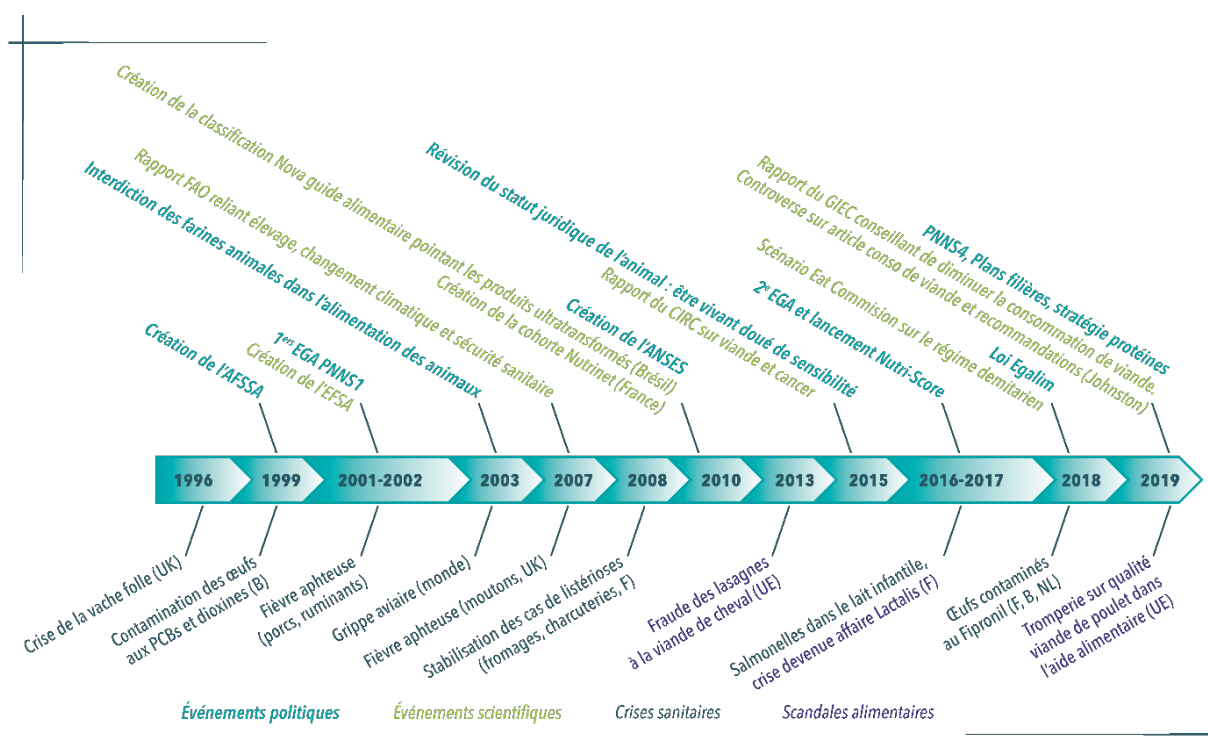 Création de la classification Nova guide alimentaire pointant les produits ultratransformés (Brésil)
Création de la cohorte Nutrinet (France)
Rapport FAO reliant élevage, changement climatique et sécurité sanitaire
Interdiction des farines animales dans l'alimentation des animaux
Création de l'AFSSA
1ers EGA PNNS1
Création de l'EFSA
Création de l'ANSES
Révision du statut juridique de l'animal : être vivant doué de sensibilité
Rapport du CIRC sur viande et cancer
2e EGA et lancement Nutri-Score
Scénario Eat Commision sur le régime demitarien
Loi Egalim
PNNS4, Plans filières, stratégie protéines
Rapport du GIEC conseillant de diminuer la consommation de viande.
Controverse sur article conso de viande et recommandations (Johnston)
1996
1999
2001-2002
2003
2007
2008
2010
2013
2015
2016-2017
2018
2019
Crise de la vache folle (UK)
Contamination des œufs
aux PCBs et dioxines (B)
Fièvre aphteuse
(porcs, ruminants)
Grippe aviaire (monde)
Fièvre aphteuse (moutons, UK)
Stabilisation des cas de listérioses
(fromages, charcuteries, F)
Fraude des lasagnes
à la viande de cheval (UE)
Salmonelles dans le lait infantile,
crise devenue affaire Lactalis (F)
Œufs contaminés
au Fipronil (F, B, NL)
Tromperie sur qualité
viande de poulet dans
l'aide alimentaire (UE)
Événements politiques
Événements scientifiques
Crises sanitaires
Scandales alimentaires